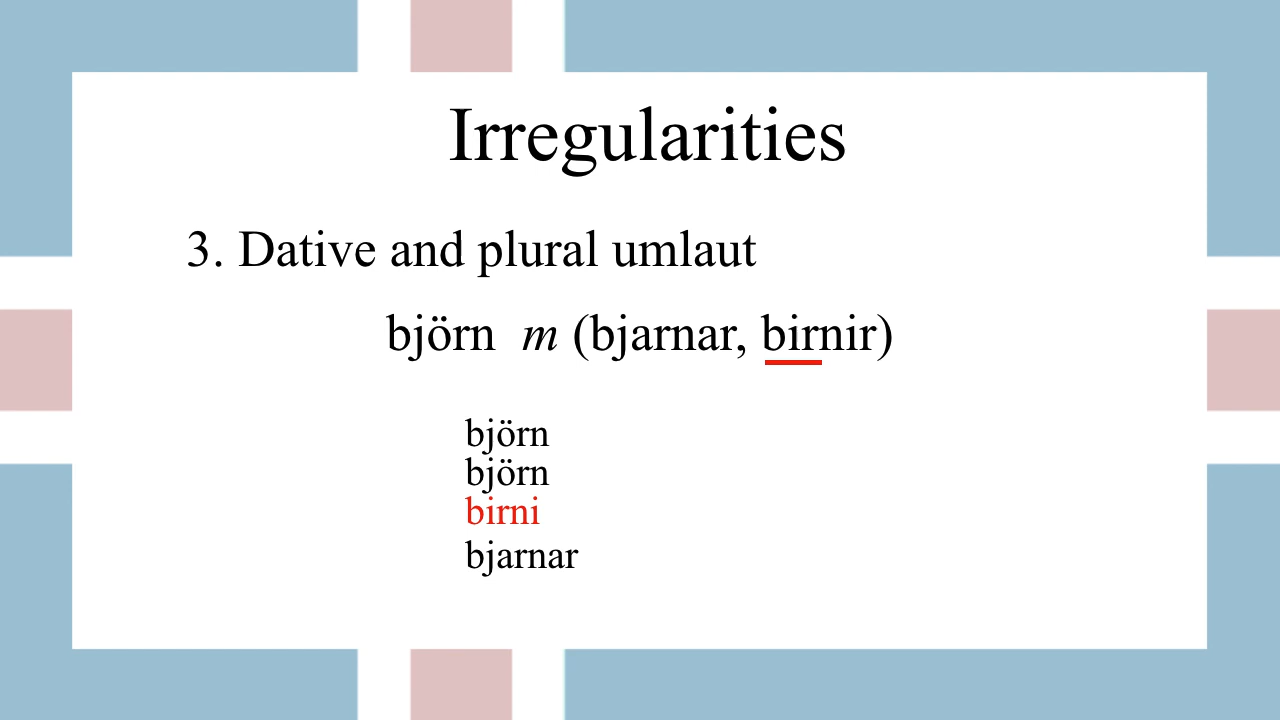 Irregularities
3. Dative and plural umlaut
björn m (bjarnar, birnir)
björn
björn
birni
bjarnar